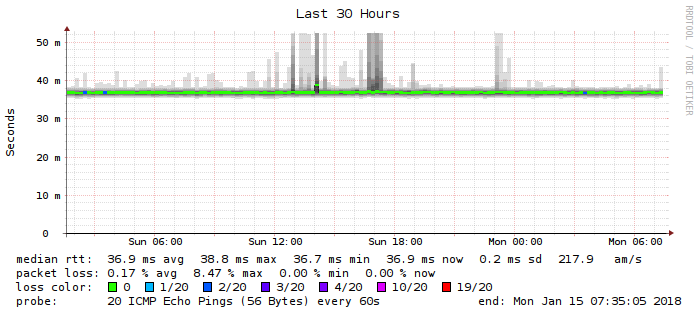 Last 30 Hours
RRDTOOL / TOBI OETIKER
Seconds
50 m
40 m
30 m
20 m
10 m
0
Sun 06:00 Sun 12:00 Sun 18:00 Mon 00:00 Mon 06:00
median rtt: 36.9 ms avg 38.8 ms max 36.7 ms min 36.9 ms now 0.2 ms sd 217.9 am/s
packet loss: 0.17 % avg 8.47 % max 0.00 % min 0.00 % now
loss color: 0 1/20 2/20 3/20 4/20 10/20 19/20
probe: 20 ICMP Echo Pings (56 Bytes) every 60s end: Mon Jan 15 07:35:05 2018